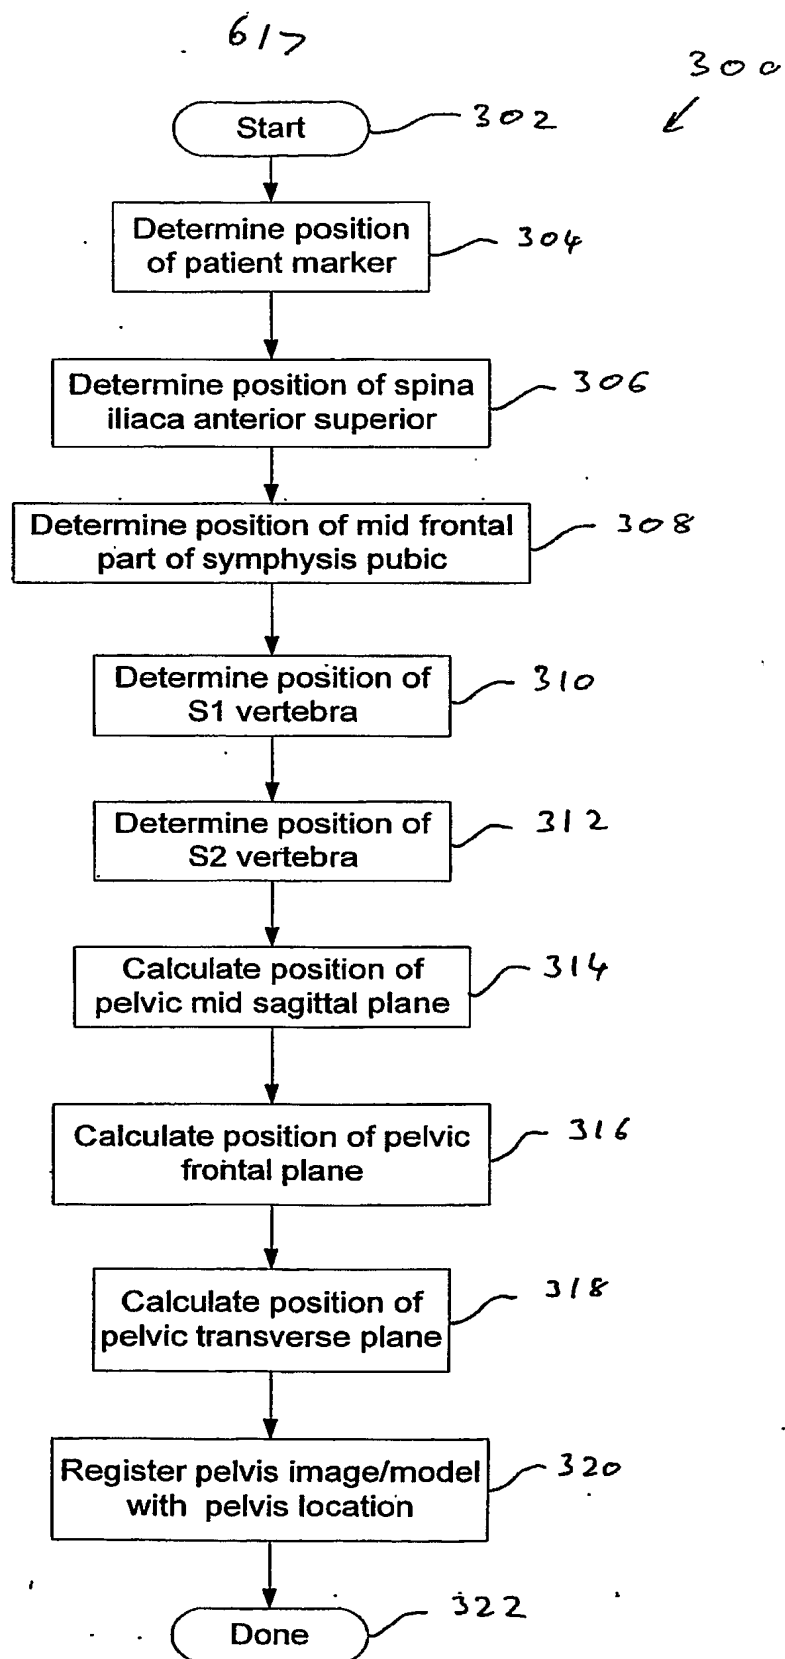 6/7
300
Start
302
Determine position
of patient marker
304
Determine position of spina
iliaca anterior superior
306
Determine position of mid frontal
part of symphysis pubic
308
Determine position of
S1 vertebra
310
Determine position of
S2 vertebra
312
Calculate position of
pelvic mid sagittal plane
314
Calculate position of pelvic
frontal plane
316
Calculate position of
pelvic transverse plane
318
Register pelvis image/model
with pelvis location
320
Done
322